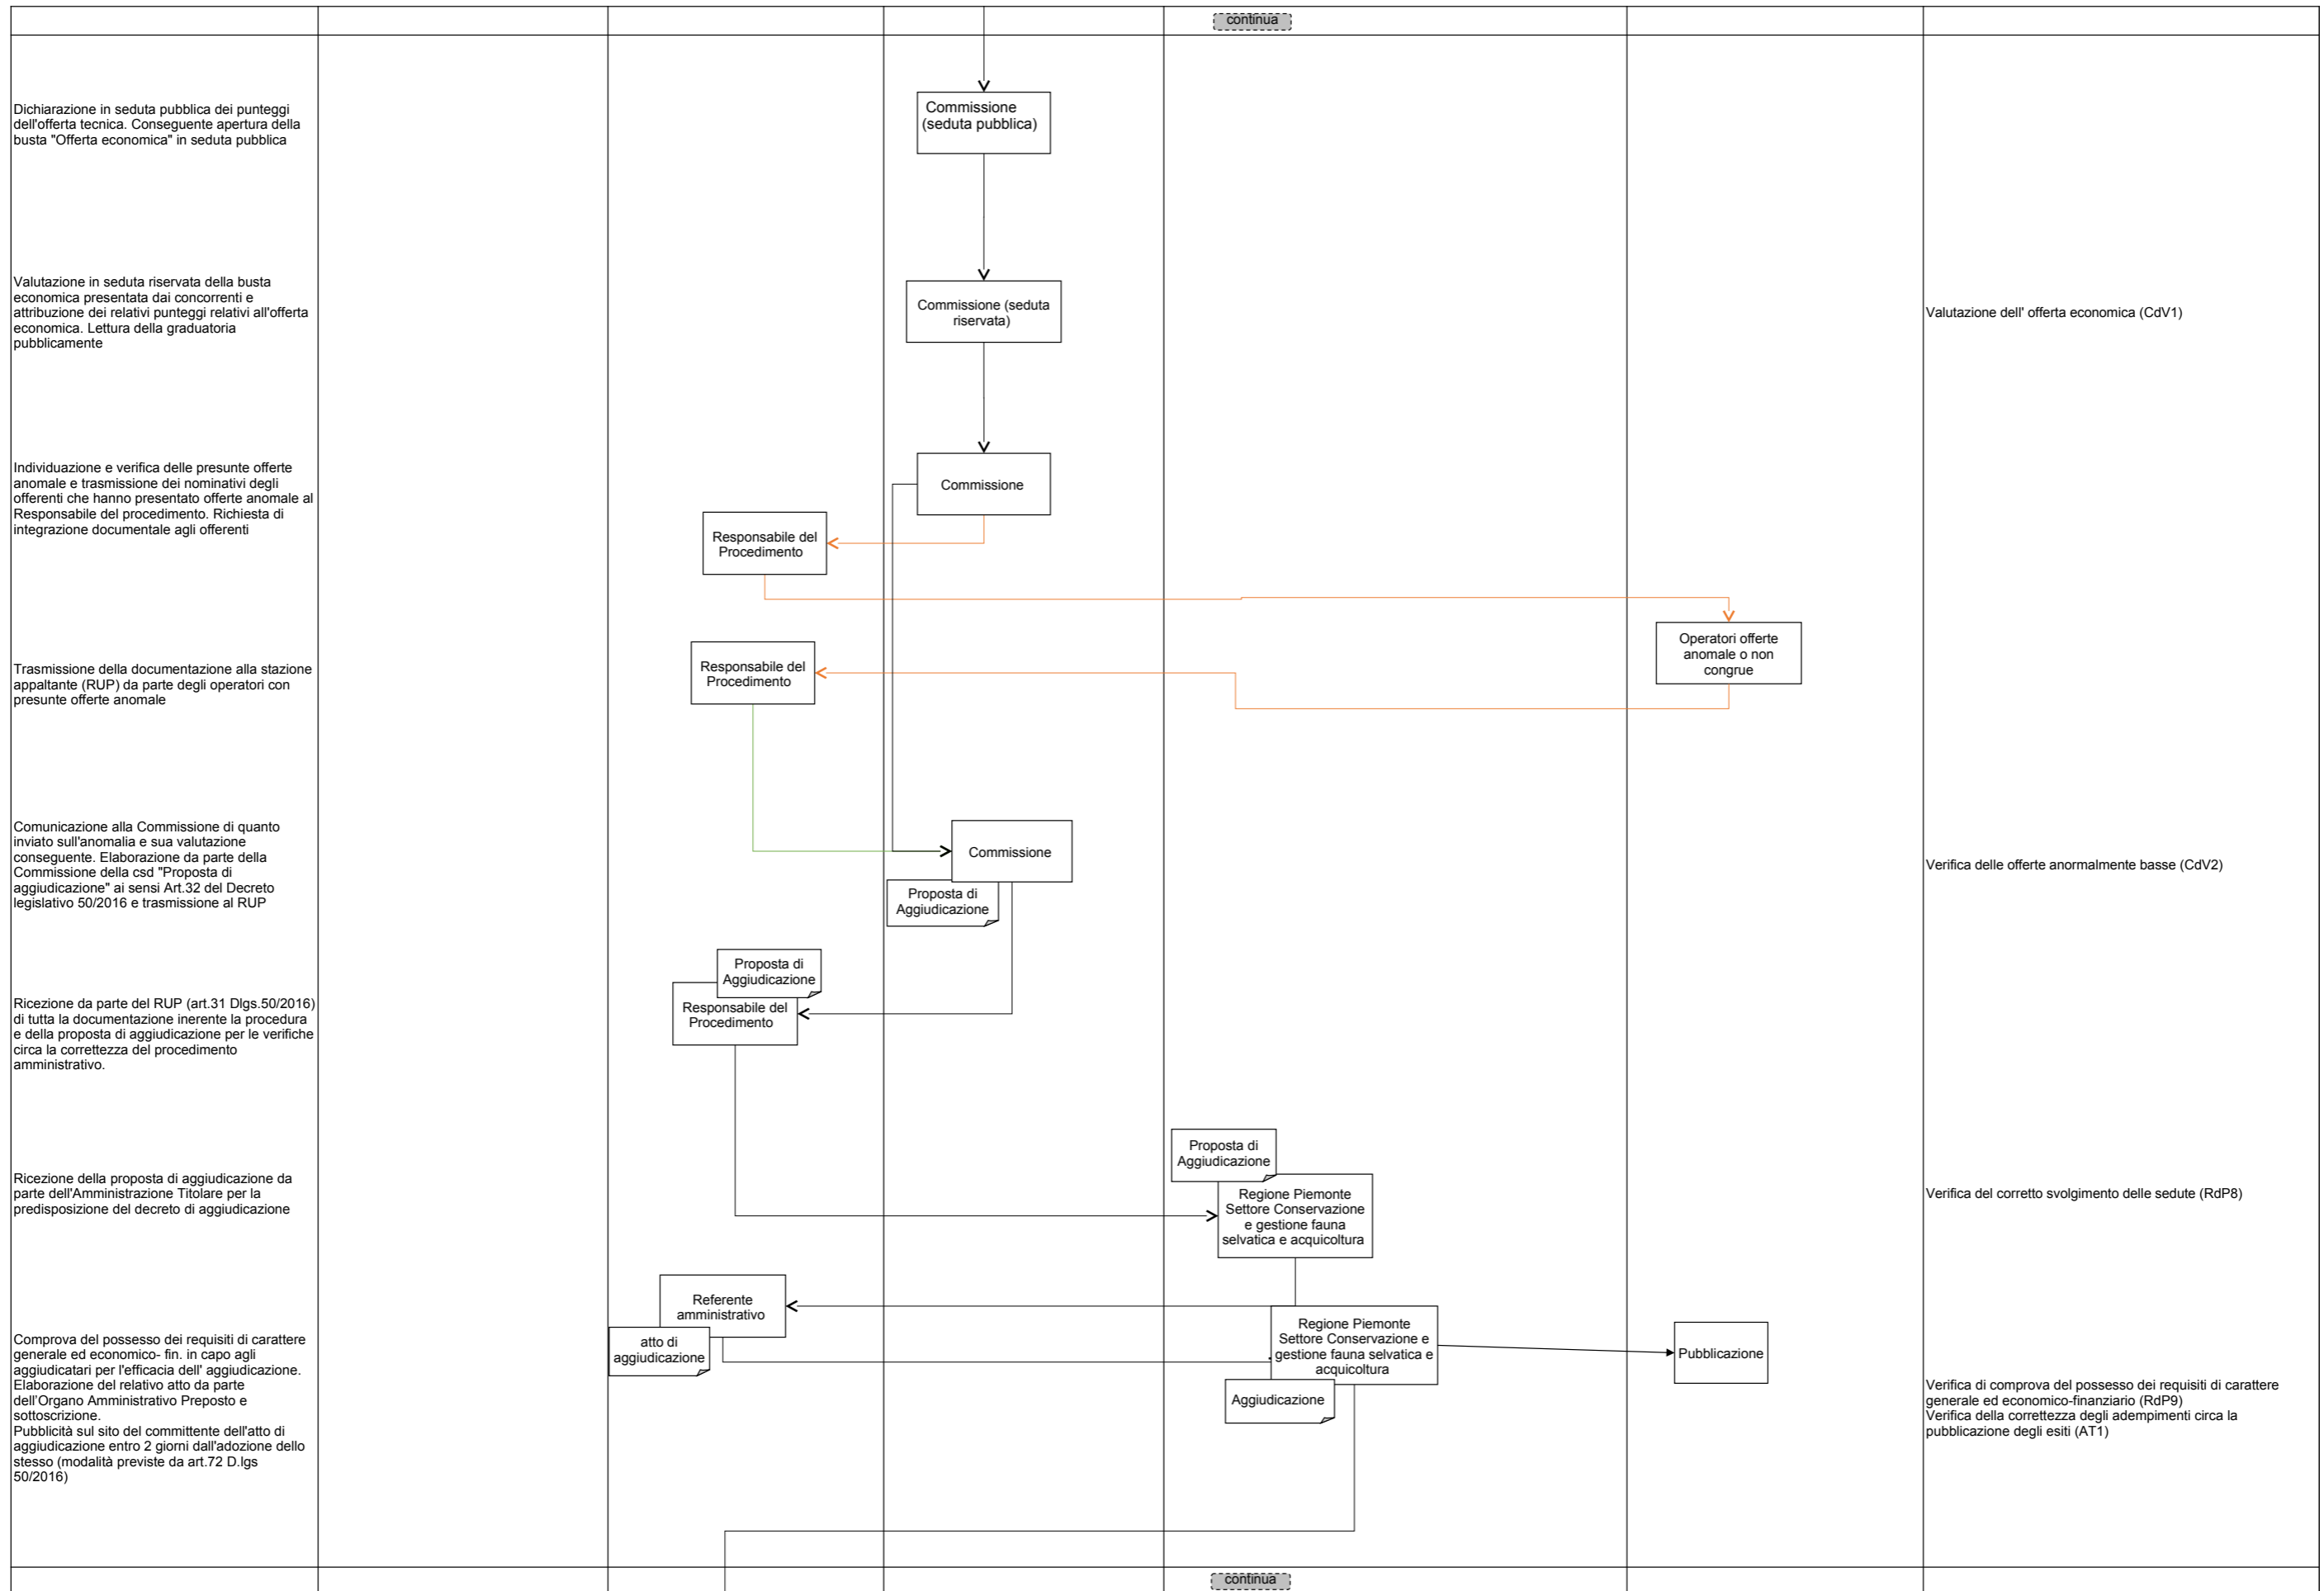 continua
Dichiarazione in seduta pubblica dei punteggi
dell'offerta tecnica. Conseguente apertura della
busta "Offerta economica" in seduta pubblica
Commissione
(seduta pubblica)
Valutazione in seduta riservata della busta
economica presentata dai concorrenti e
attribuzione dei relativi punteggi relativi all'offerta
economica. Lettura della graduatoria
pubblicamente
Commissione (seduta
riservata)
Valutazione dell' offerta economica (CdV1)
Individuazione e verifica delle presunte offerte
anomale e trasmissione dei nominativi degli
offerenti che hanno presentato offerte anomale al
Responsabile del procedimento. Richiesta di
integrazione documentale agli offerenti
Commissione
Responsabile del
Procedimento
Operatori offerte
anomale o non
congrue
Trasmissione della documentazione alla stazione
appaltante (RUP) da parte degli operatori con
presunte offerte anomale
Responsabile del
Procedimento
Comunicazione alla Commissione di quanto
inviato sull'anomalia e sua valutazione
conseguente. Elaborazione da parte della
Commissione della csd "Proposta di
aggiudicazione" ai sensi Art.32 del Decreto
legislativo 50/2016 e trasmissione al RUP
Commissione
Proposta di
Aggiudicazione
Verifica delle offerte anormalmente basse (CdV2)
Proposta di
Aggiudicazione
Responsabile del
Procedimento
Ricezione da parte del RUP (art.31 Dlgs.50/2016)
di tutta la documentazione inerente la procedura
e della proposta di aggiudicazione per le verifiche
circa la correttezza del procedimento
amministrativo.
Proposta di
Aggiudicazione
Ricezione della proposta di aggiudicazione da
parte dell'Amministrazione Titolare per la
predisposizione del decreto di aggiudicazione
Regione Piemonte
Settore Conservazione
e gestione fauna
selvatica e acquicoltura
Verifica del corretto svolgimento delle sedute (RdP8)
Referente
amministrativo
atto di
aggiudicazione
Regione Piemonte
Settore Conservazione e
gestione fauna selvatica e
acquicoltura
Aggiudicazione
Pubblicazione
Comprova del possesso dei requisiti di carattere
generale ed economico- fin. in capo agli
aggiudicatari per l'efficacia dell' aggiudicazione.
Elaborazione del relativo atto da parte
dell'Organo Amministrativo Preposto e
sottoscrizione.
Pubblicità sul sito del committente dell'atto di
aggiudicazione entro 2 giorni dall'adozione dello
stesso (modalità previste da art.72 D.lgs
50/2016)
Verifica di comprova del possesso dei requisiti di carattere
generale ed economico-finanziario (RdP9)
Verifica della correttezza degli adempimenti circa la
pubblicazione degli esiti (AT1)
continua